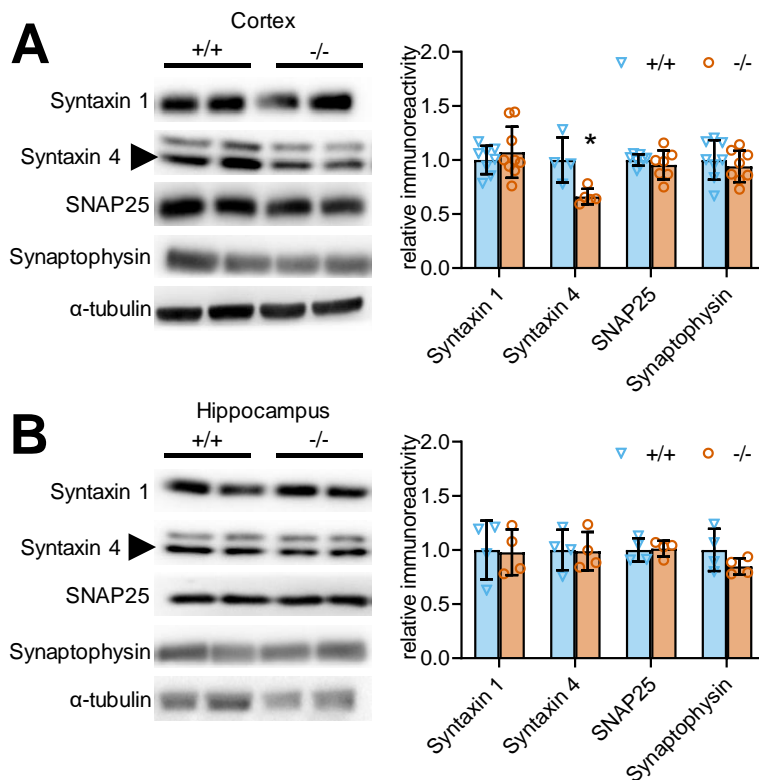 A
Cortex
+/+ -/-
Syntaxin 1
Syntaxin 4
SNAP25
Synaptophysin
α-tubulin
relative immunoreactivity
2.0
1.5
1.0
0.5
0.0
+/+ -/-
*
Syntaxin 1
Syntaxin 4
SNAP25
Synaptophysin
B
Hippocampus
+/+ -/-
Syntaxin 1
Syntaxin 4
SNAP25
Synaptophysin
α-tubulin
relative immunoreactivity
2.0
1.5
1.0
0.5
0.0
+/+ -/-
Syntaxin 1
Syntaxin 4
SNAP25
Synaptophysin